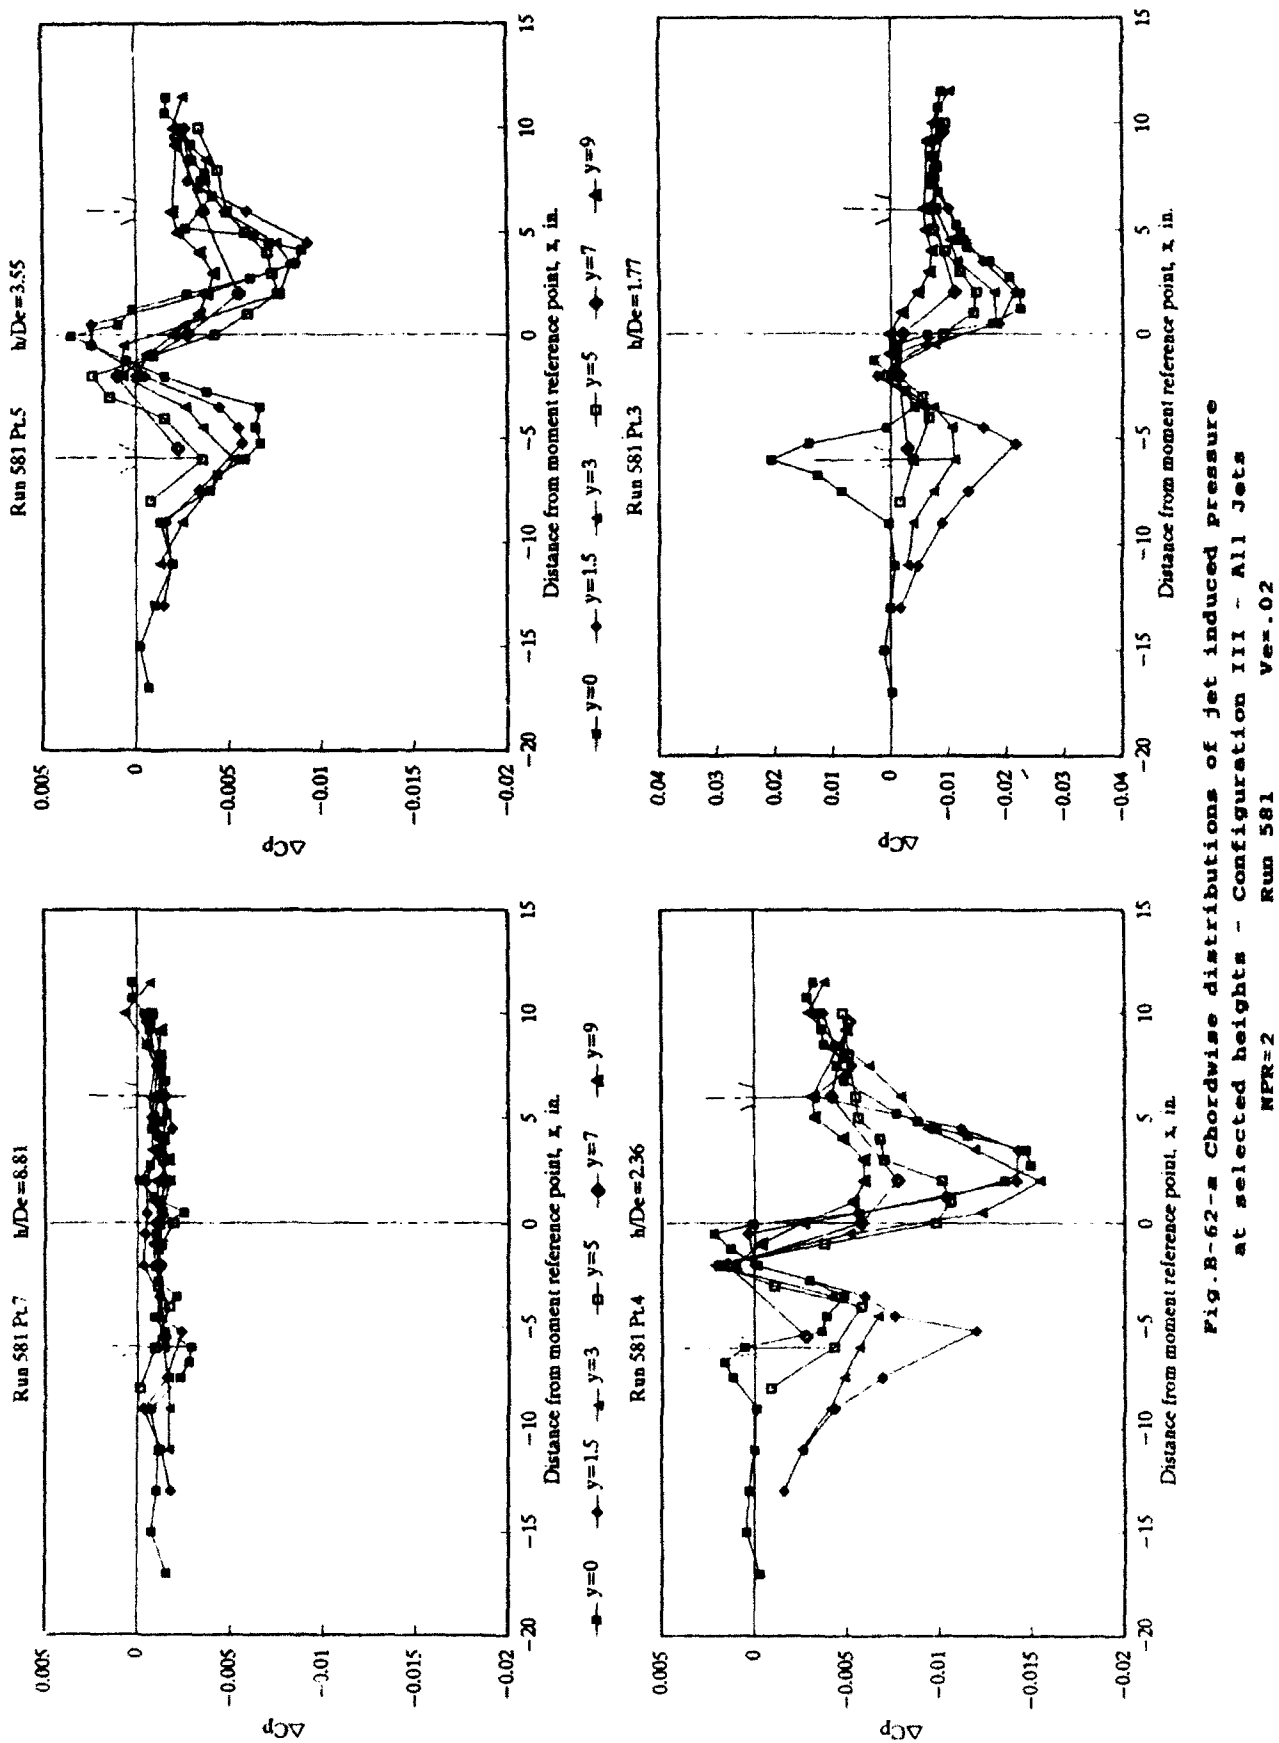 Run 581 Pt.7 h/De=8.81
0.005
0
−0.005
−0.01
−0.015
−0.02
ΔCp
−20 −15 −10 −5 0 5 10 15
Distance from moment reference point, x, in.
y=0 y=1.5 y=3 y=5 y=7 y=9
Run 581 Pt.5 h/De=3.55
0.005
0
−0.005
−0.01
−0.015
−0.02
ΔCp
−20 −15 −10 −5 0 5 10 15
Distance from moment reference point, x, in.
y=0 y=1.5 y=3 y=5 y=7 y=9
Run 581 Pt.4 h/De=2.36
0.005
0
−0.005
−0.01
−0.015
−0.02
ΔCp
−20 −15 −10 −5 0 5 10 15
Distance from moment reference point, x, in.
Run 581 Pt.3 h/De=1.77
0.04
0.03
0.02
0.01
0
−0.01
−0.02
−0.03
−0.04
ΔCp
−20 −15 −10 −5 0 5 10 15
Distance from moment reference point, x, in.
Fig.B-62-a Chordwise distributions of jet induced pressure
at selected heights - Configuration III - All Jets
NPR=2 Run 581 Ve=.02